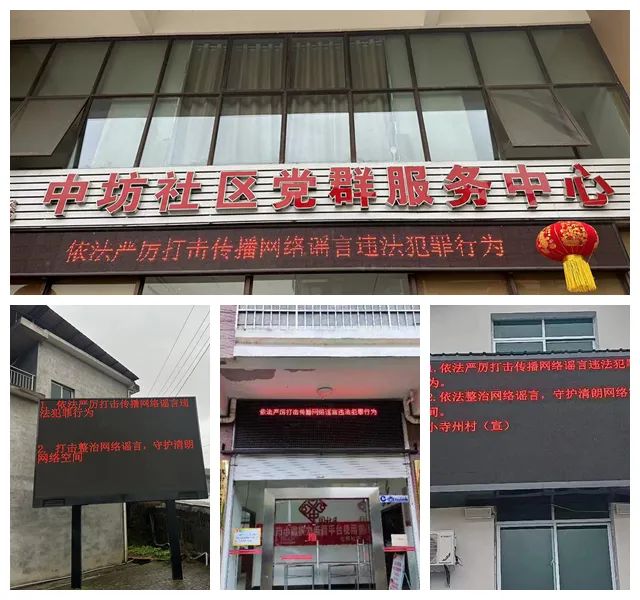 中坊社区党群服务中心
依法严厉打击传播网络谣言违法犯罪行为
1、依法严厉打击传播网络谣言违
法犯罪行为
2、打击整治网络谣言，守护清朗
网络空间
依法严厉打击传播网络谣言违法犯罪行为
1.依法严厉打击传播网络谣言违法犯罪
为。
2.依法整治网络谣言，守护清朗网络
间。
小寺州村（宣）